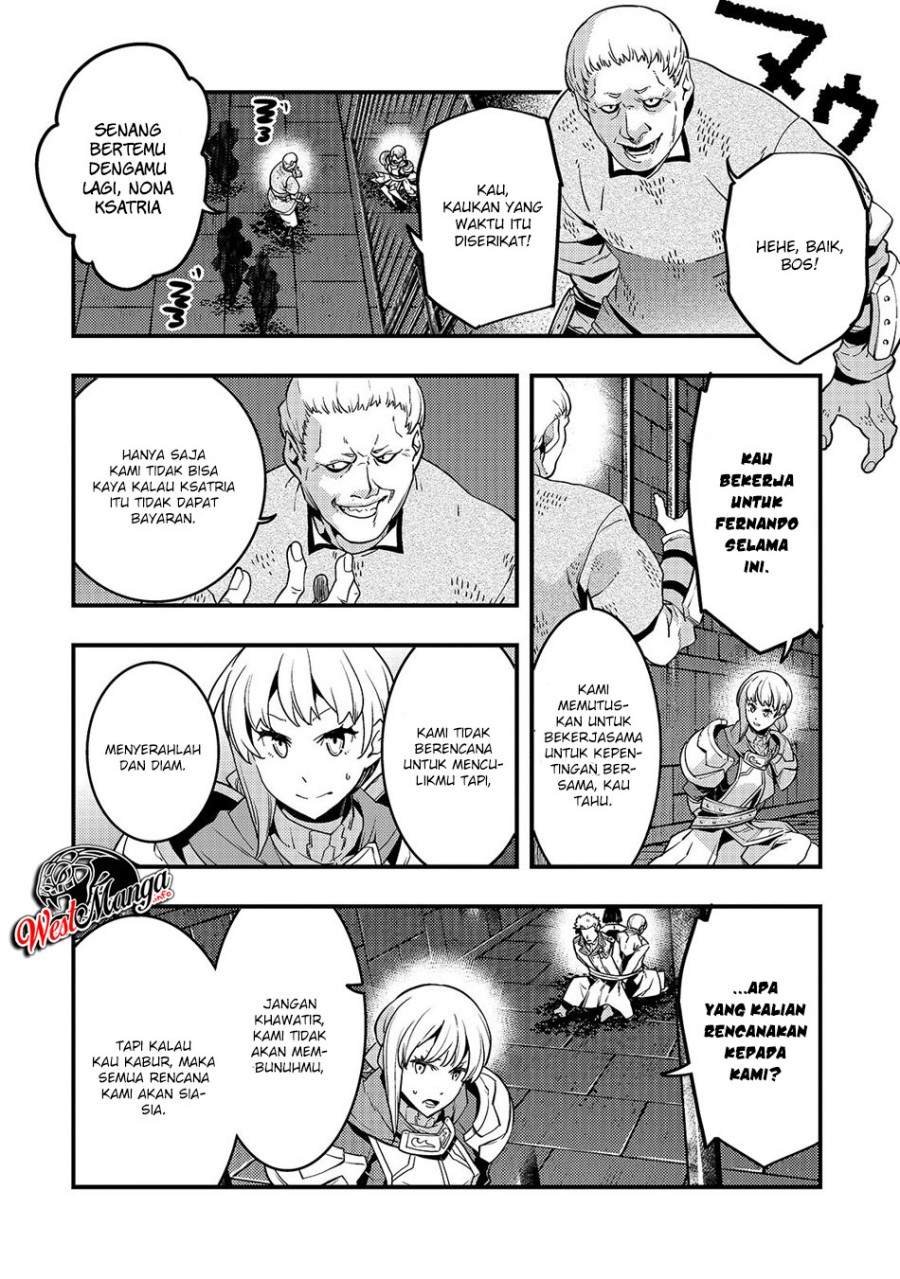 ヌウ
HEHE, BAIK,
BOS!
KAU,
KAUKAN YANG
WAKTU ITU
DISERIKAT!
SENANG
BERTEMU
DENGAMU
LAGI, NONA
KSATRIA
KAU
BEKERJA
UNTUK
FERNANDO
SELAMA
INI.
KAMI
MEMUTUS-
KAN UNTUK
BEKERJASAMA
UNTUK KEPEN-
TINGAN BER-
SAMA, KAU
TAHU.
HANYA SAJA
KAMI TIDAK BISA
KAYA KALAU KSATRIA
ITU TIDAK DAPAT
BAYARAN.
KAMI TIDAK
BERENCANA
UNTUK MENCU-
LIKMU TAPI,
MENYERAHLAH
DAN DIAM.
...APA
YANG KALIAN
RENCANAKAN
KEPADA
KAMI?
JANGAN
KHAWATIR,
KAMI TIDAK
AKAN MEM-
BUNUHMU,
TAPI KALAU
KAU KABUR, MAKA
SEMUA RENCANA
KAMI AKAN SIA-
SIA.
WestManga
.info